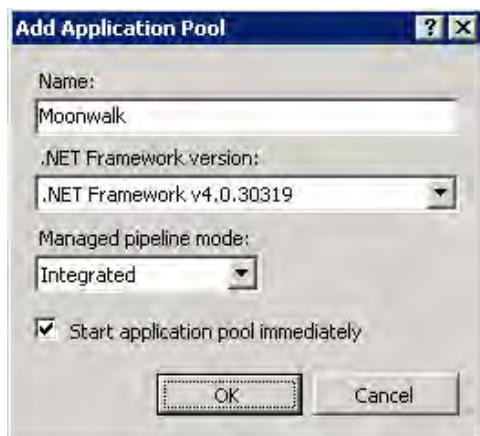 Add Application Pool
Name:
Moonwalk
.NET Framework version:
.NET Framework v4.0.30319
Managed pipeline mode:
Integrated
Start application pool immediately
OK
Cancel